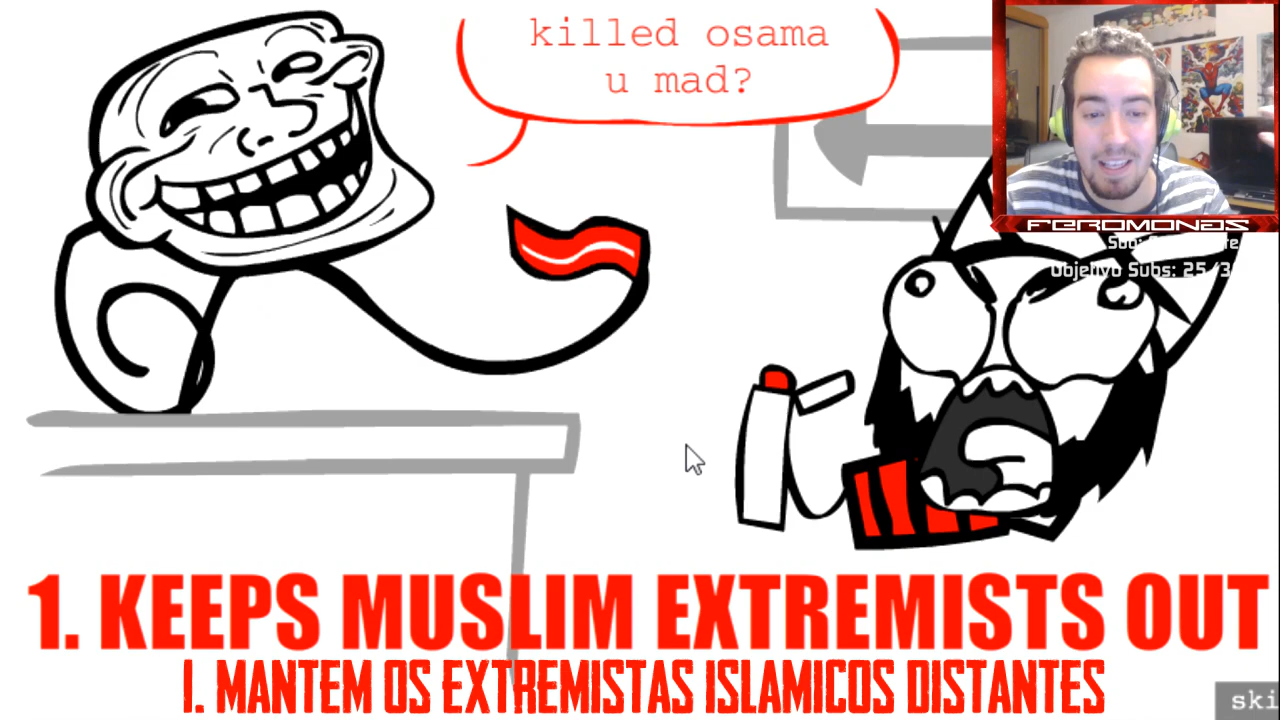 killed osama
u mad?
FEROMONAS
Sub:
Objetivo Subs: 25
1. KEEPS MUSLIM EXTREMISTS OUT
1. MANTEM OS EXTREMISTAS ISLAMICOS DISTANTES
ski